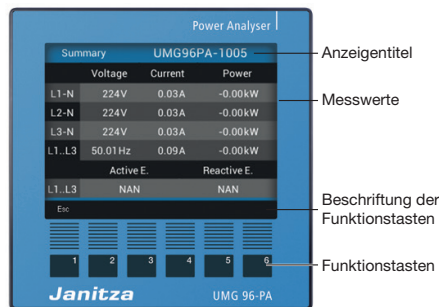 Power Analyser
Summary UMG96PA-1005
Anzeigentitel
Voltage Current Power
L1-N 224V 0.03A -0.00kW
Messwerte
L2-N 224V 0.03A -0.00kW
L3-N 224V 0.03A -0.00kW
L1..L3 50.01Hz 0.09A -0.00kW
Active E. Reactive E.
L1..L3 NAN NAN
Esc
Beschriftung der
Funktionstasten
1 2 3 4 5 6
Funktionstasten
Janitza UMG 96-PA